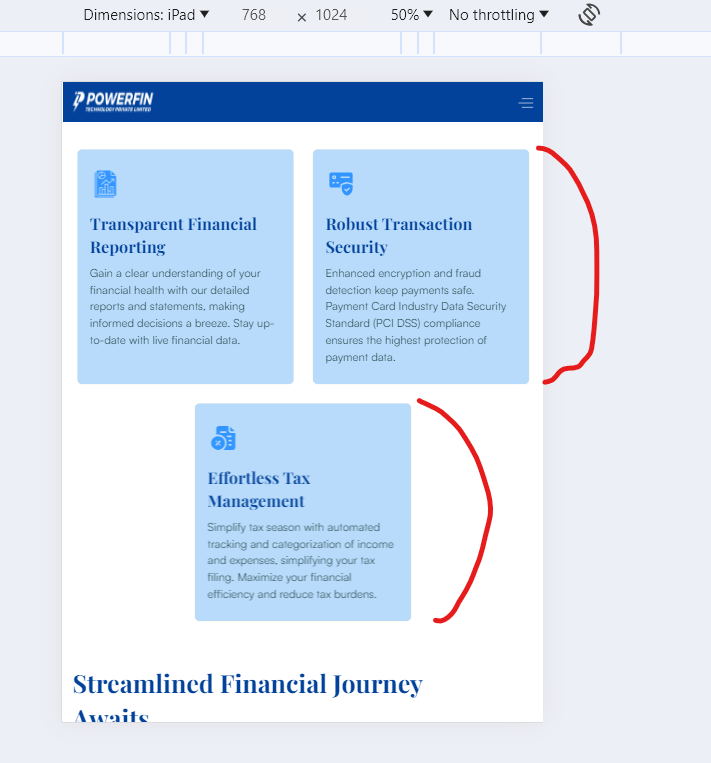 Dimensions: iPad ▼ 768 × 1024 50% ▼ No throttling ▼
POWERFIN
TECHNOLOGY PRIVATE LIMITED
Transparent Financial
Reporting
Gain a clear understanding of your
financial health with our detailed
reports and statements, making
informed decisions a breeze. Stay up-
to-date with live financial data.
Robust Transaction
Security
Enhanced encryption and fraud
detection keep payments safe.
Payment Card Industry Data Security
Standard (PCI DSS) compliance
ensures the highest protection of
payment data.
Effortless Tax
Management
Simplify tax season with automated
tracking and categorization of income
and expenses, simplifying your tax
filing. Maximize your financial
efficiency and reduce tax burdens.
Streamlined Financial Journey
Awaits